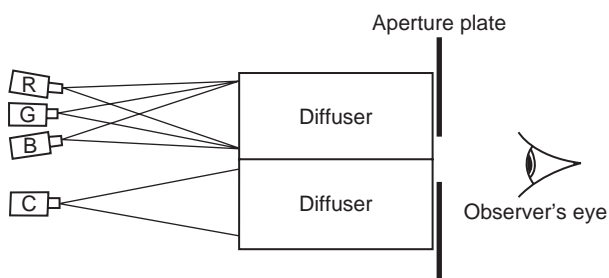 Aperture plate
R
G
B
C
Diffuser
Diffuser
Observer's eye